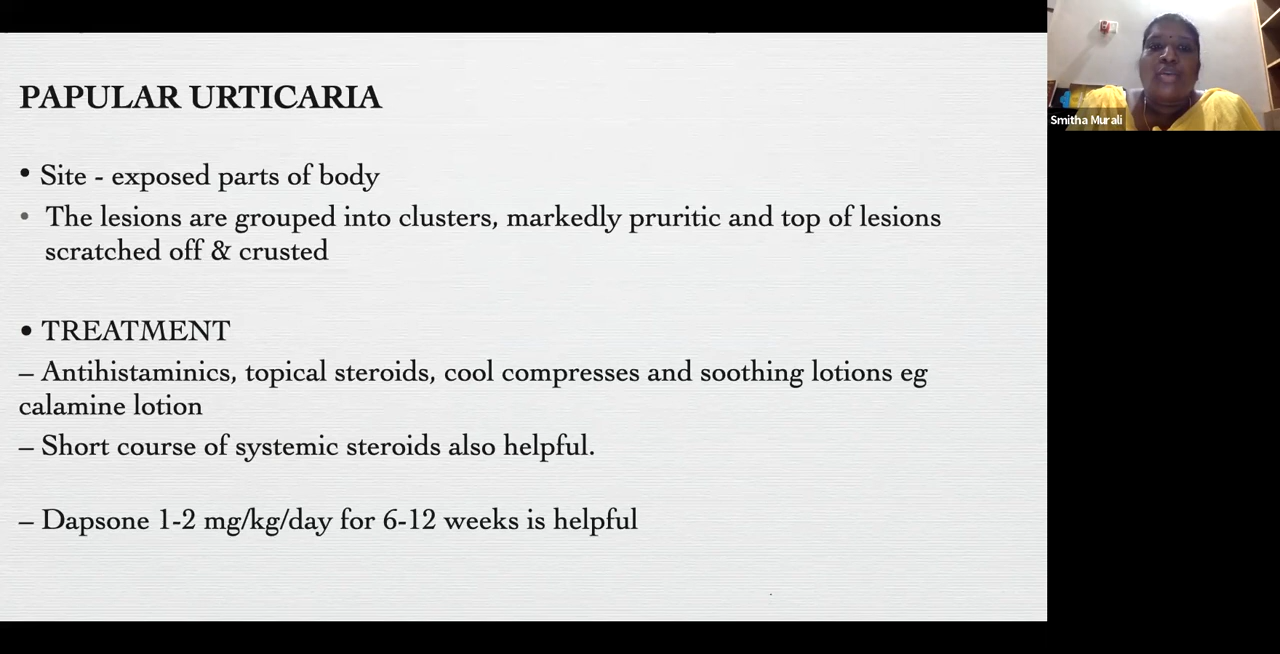 PAPULAR URTICARIA
• Site - exposed parts of body
• The lesions are grouped into clusters, markedly pruritic and top of lesions
scratched off & crusted
• TREATMENT
– Antihistaminics, topical steroids, cool compresses and soothing lotions eg
calamine lotion
– Short course of systemic steroids also helpful.
– Dapsone 1-2 mg/kg/day for 6-12 weeks is helpful
Smitha Murali